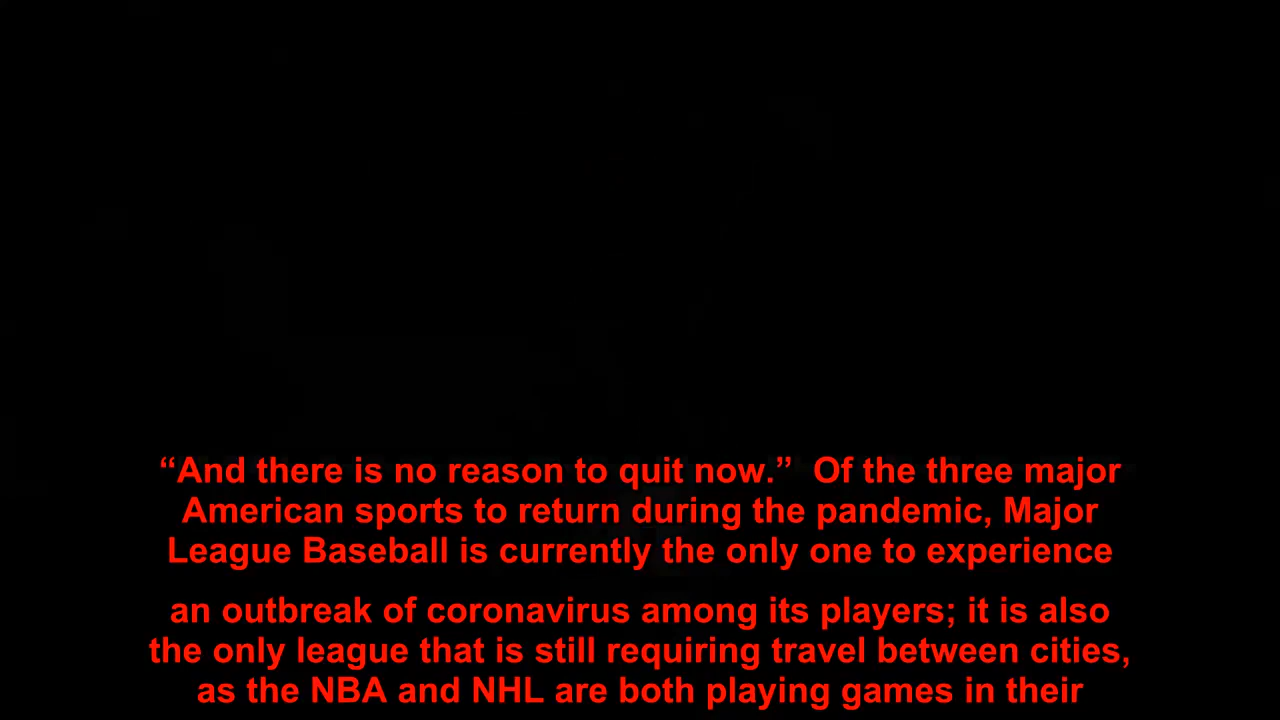 “And there is no reason to quit now.”  Of the three major
American sports to return during the pandemic, Major
League Baseball is currently the only one to experience
an outbreak of coronavirus among its players; it is also
the only league that is still requiring travel between cities,
as the NBA and NHL are both playing games in their